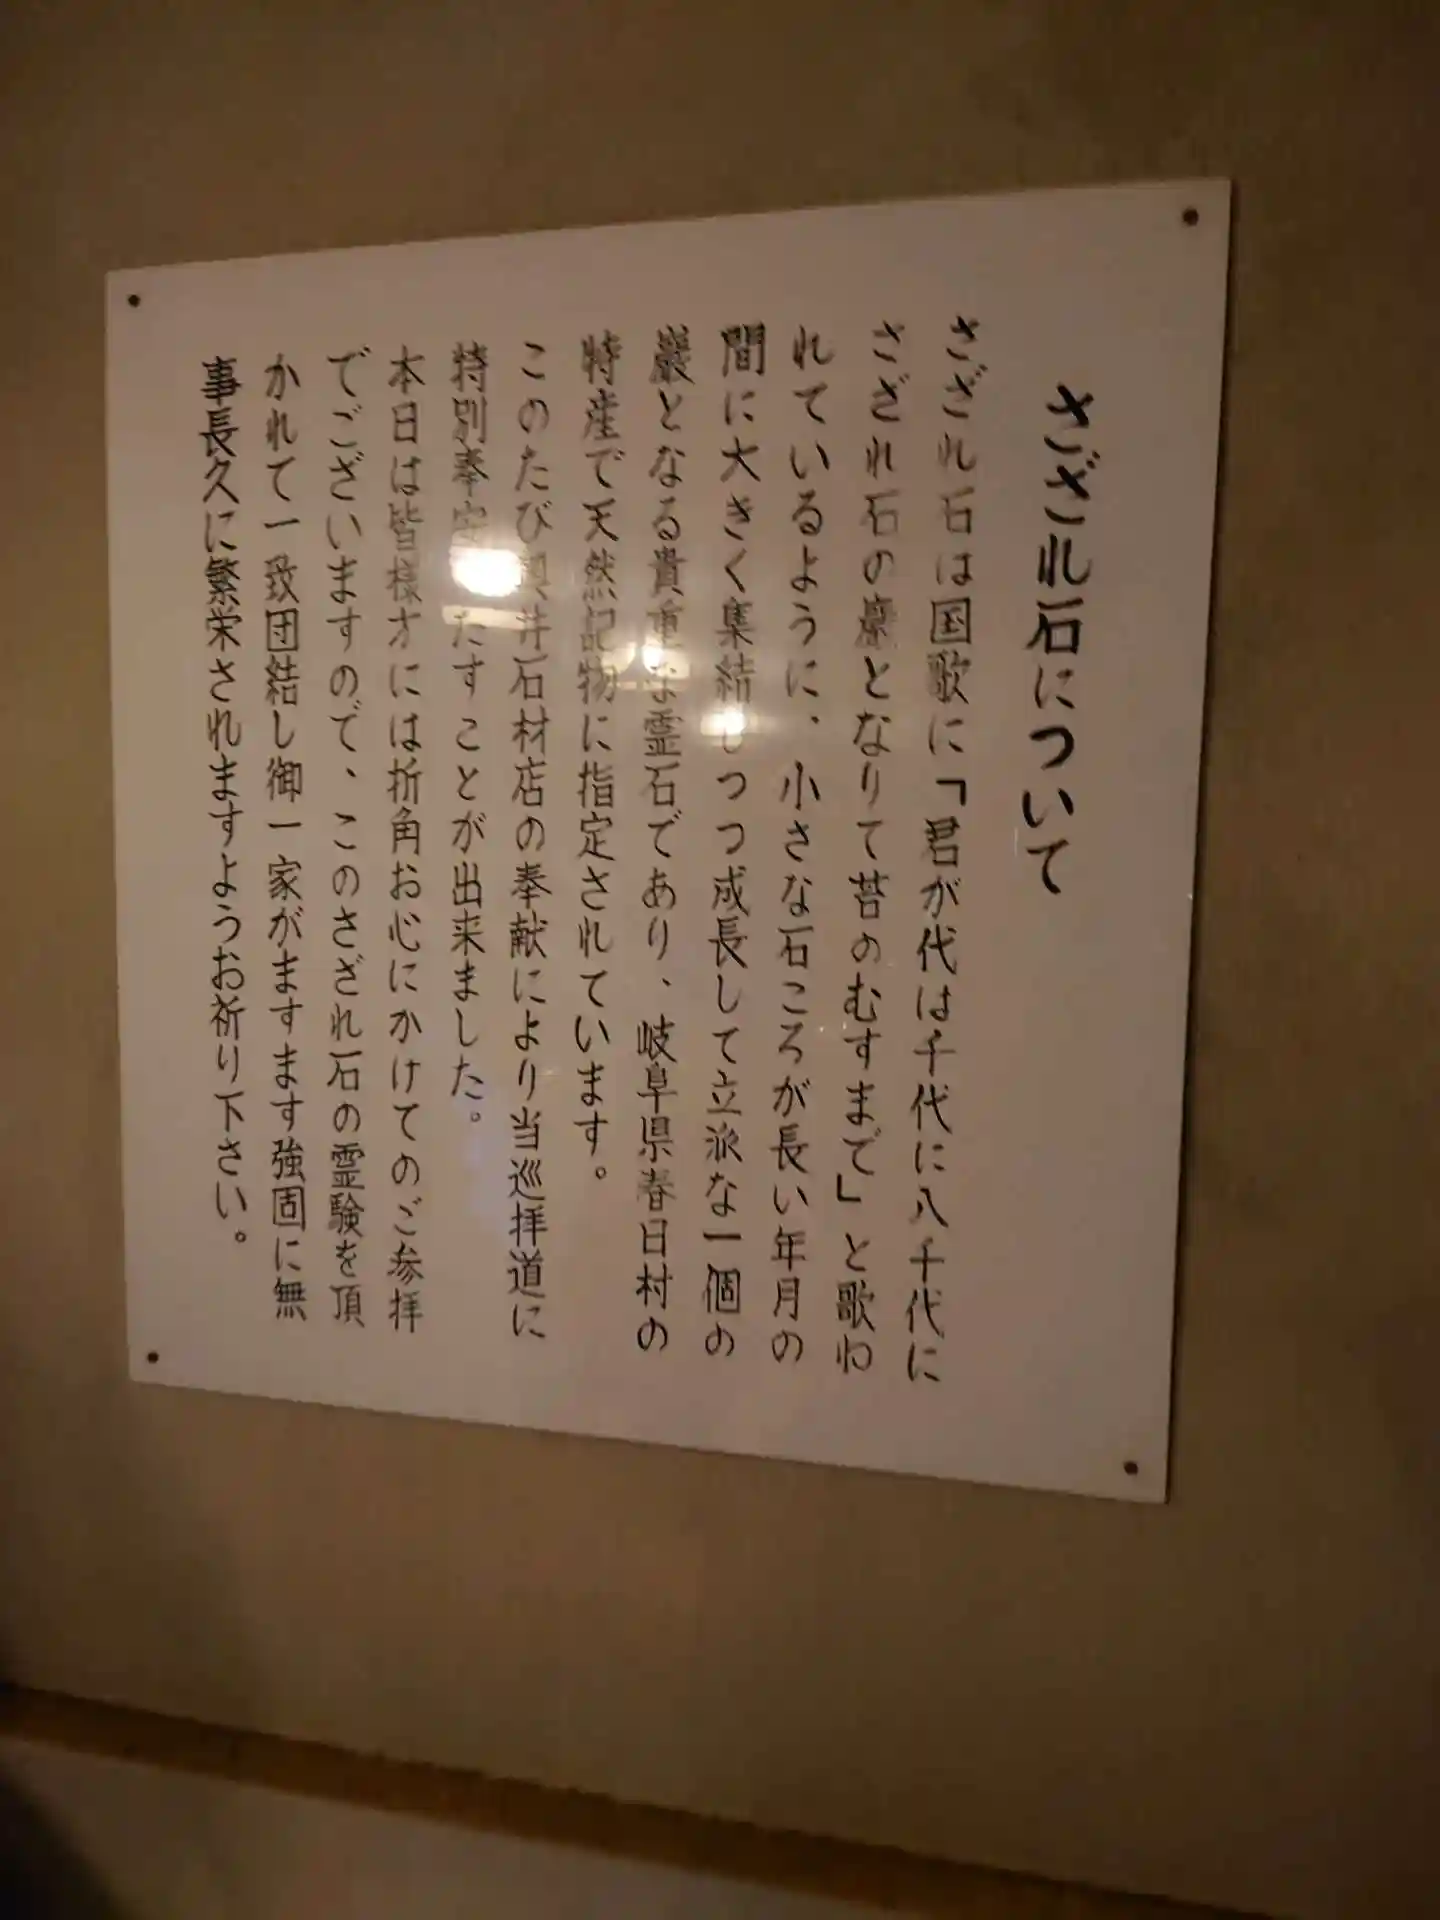 さざれ石について
さざれ石は国歌に「君が代は千代に八千代に
さざれ石の巌となりて苔のむすまで」と歌わ
れているように、小さな石ころが長い年月の
間に大きく集結しつつ成長して立派な一個の
巌となる貴重な霊石であり、岐阜県春日村の
特産で天然記物に指定されています。
このたび 井石材店の奉献により当巡拝道に
特別奉安 たすことが出来ました。
本日は皆様方には折角お心にかけてのご参拝
でございますので、このさざれ石の霊験を頂
かれて一致団結し御一家がますます強固に無
事長久に繁栄されますようお祈り下さい。